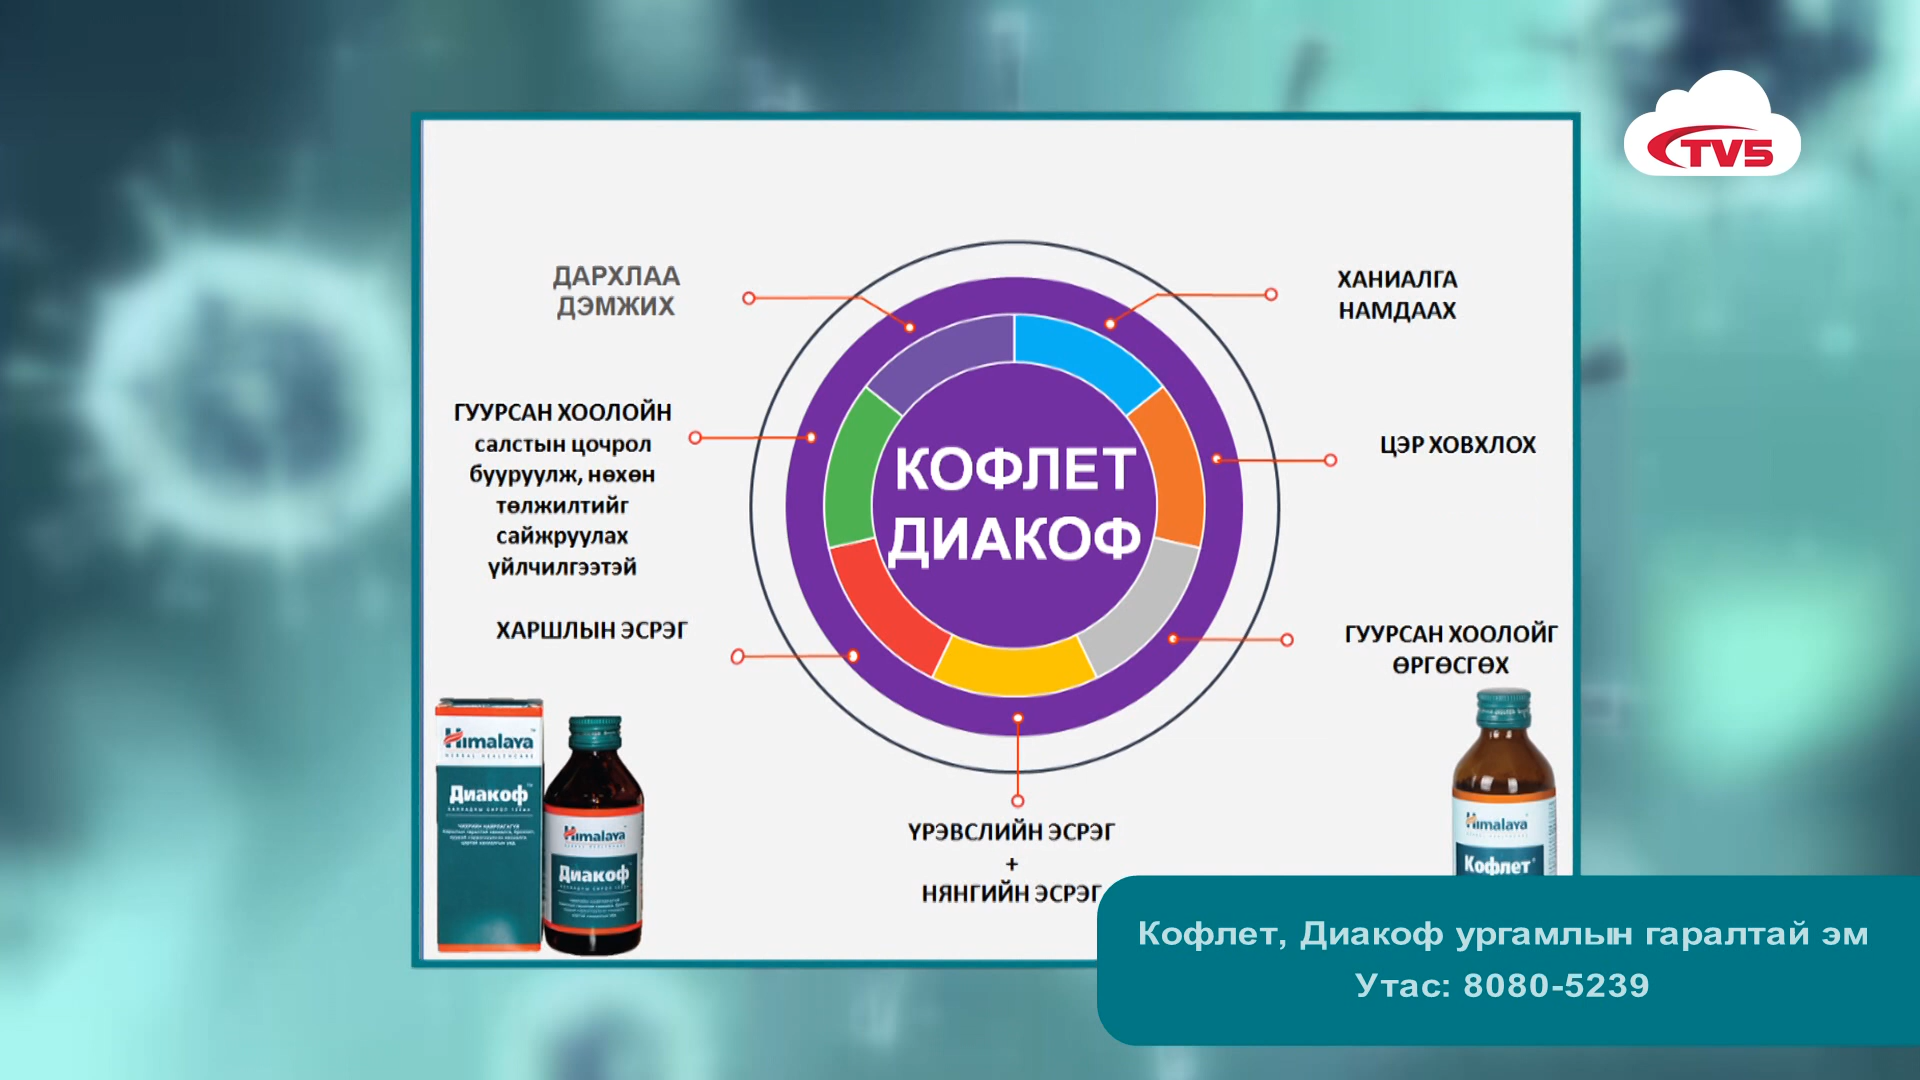 TV5
ДАРХЛАА
ДЭМЖИХ
ХАНИАЛГА
НАМДААХ
ГУУРСАН ХООЛОЙН
салстын цочрол
бууруулж, нөхөн
төлжилтийг
сайжруулах
үйлчилгээтэй
ЦЭР ХОВХЛОХ
КОФЛЕТ
ДИАКОФ
ХАРШЛЫН ЭСРЭГ
ГУУРСАН ХООЛОЙГ
ӨРГӨСГӨХ
ҮРЭВСЛИЙН ЭСРЭГ
+
НЯНГИЙН ЭСРЭГ
Himalaya
HERBAL HEALTHCARE
Диакоф
Himalaya
Диакоф
Himalaya
Кофлет
Кофлет, Диакоф ургамлын гаралтай эм
Утас: 8080-5239